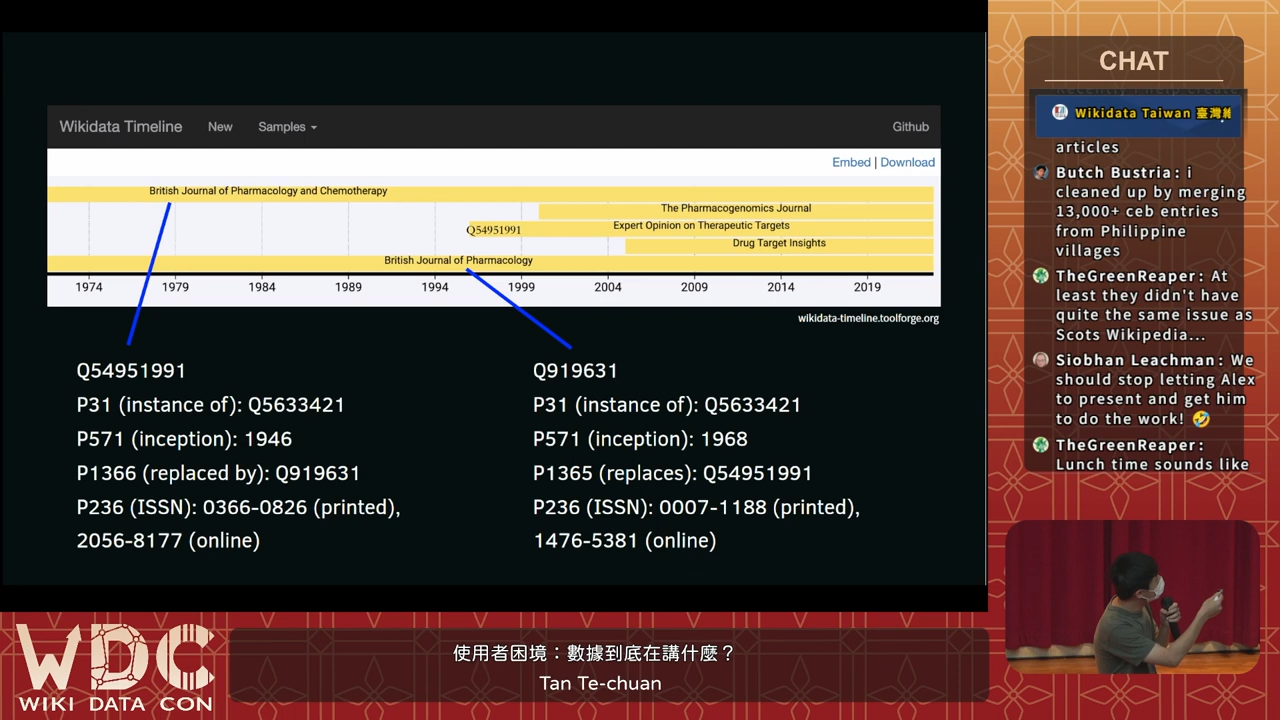 Wikidata Timeline New Samples Github
Embed | Download
British Journal of Pharmacology and Chemotherapy
The Pharmacogenomics Journal
Q54951991 Expert Opinion on Therapeutic Targets
Drug Target Insights
British Journal of Pharmacology
1974 1979 1984 1989 1994 1999 2004 2009 2014 2019
wikidata-timeline.toolforge.org
Q54951991
P31 (instance of): Q5633421
P571 (inception): 1946
P1366 (replaced by): Q919631
P236 (ISSN): 0366-0826 (printed),
2056-8177 (online)
Q919631
P31 (instance of): Q5633421
P571 (inception): 1968
P1365 (replaces): Q54951991
P236 (ISSN): 0007-1188 (printed),
1476-5381 (online)
CHAT
Wikidata Taiwan 臺灣維
articles
Butch Bustria: i
cleaned up by merging
13,000+ ceb entries
from Philippine
villages
TheGreenReaper: At
least they didn't have
quite the same issue as
Scots Wikipedia...
Siobhan Leachman: We
should stop letting Alex
to present and get him
to do the work! 🤣
TheGreenReaper:
Lunch time sounds like
WDC
WIKI DATA CON
使用者困境：數據到底在講什麼？
Tan Te-chuan